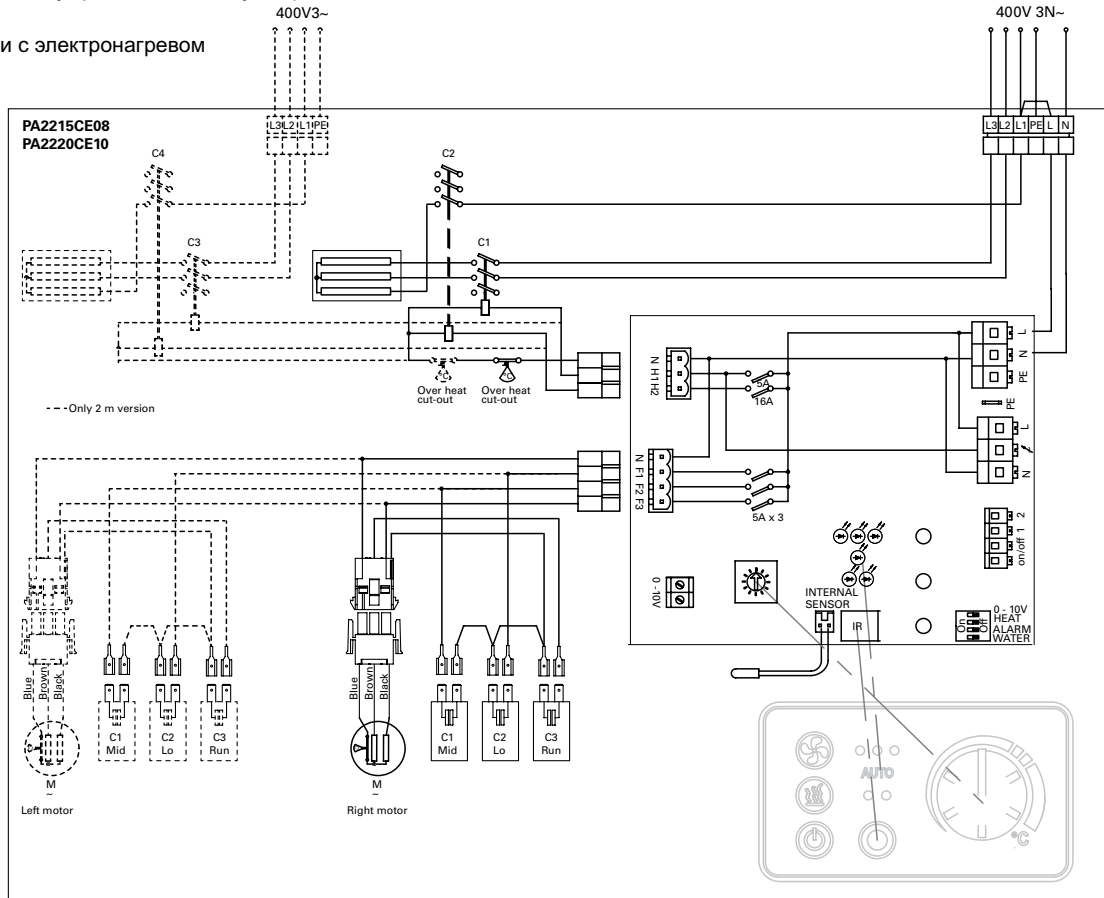 400V3~
400V 3N~
и с электронагревом
PA2215CE08
PA2220CE10
L3 L2 L1 PE
L3 L2 L1 PE L N
C4
C2
C3
C1
L
N
PE
N H1 H2
5A
16A
°C
°C
Over heat cut-out
Over heat cut-out
PE
----Only 2 m version
L
N
N F1 F2 F3
5A x 3
on/off 1 2
0 -10V
INTERNAL SENSOR
IR
On
Off
0 - 10V
HEAT
ALARM
WATER
Blue
Brown
Black
Blue
Brown
Black
C1 Mid
C2 Lo
C3 Run
C1 Mid
C2 Lo
C3 Run
M
~
Left motor
M
~
Right motor
AUTO
°C